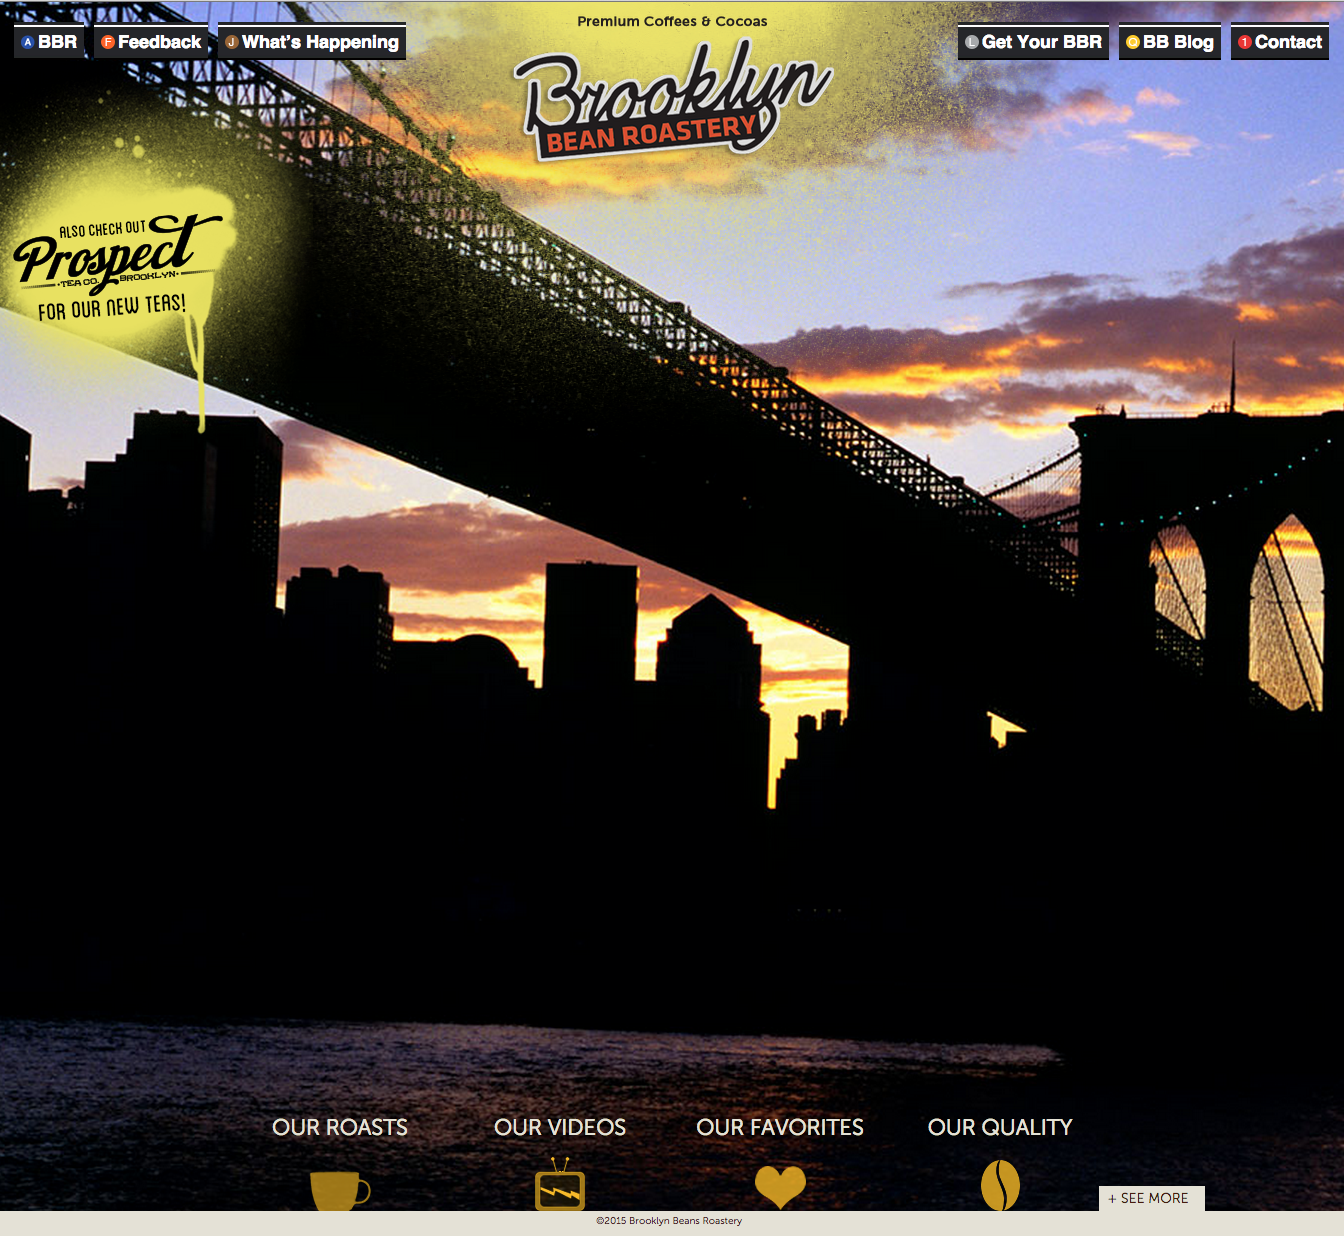 Premium Coffees & Cocoas
A BBR
F Feedback
J What's Happening
L Get Your BBR
Q BB Blog
1 Contact
Brooklyn
BEAN ROASTERY
ALSO CHECK OUT
Prospect
·TEA CO. BROOKLYN·
FOR OUR NEW TEAS!
OUR ROASTS
OUR VIDEOS
OUR FAVORITES
OUR QUALITY
+ SEE MORE
©2015 Brooklyn Beans Roastery